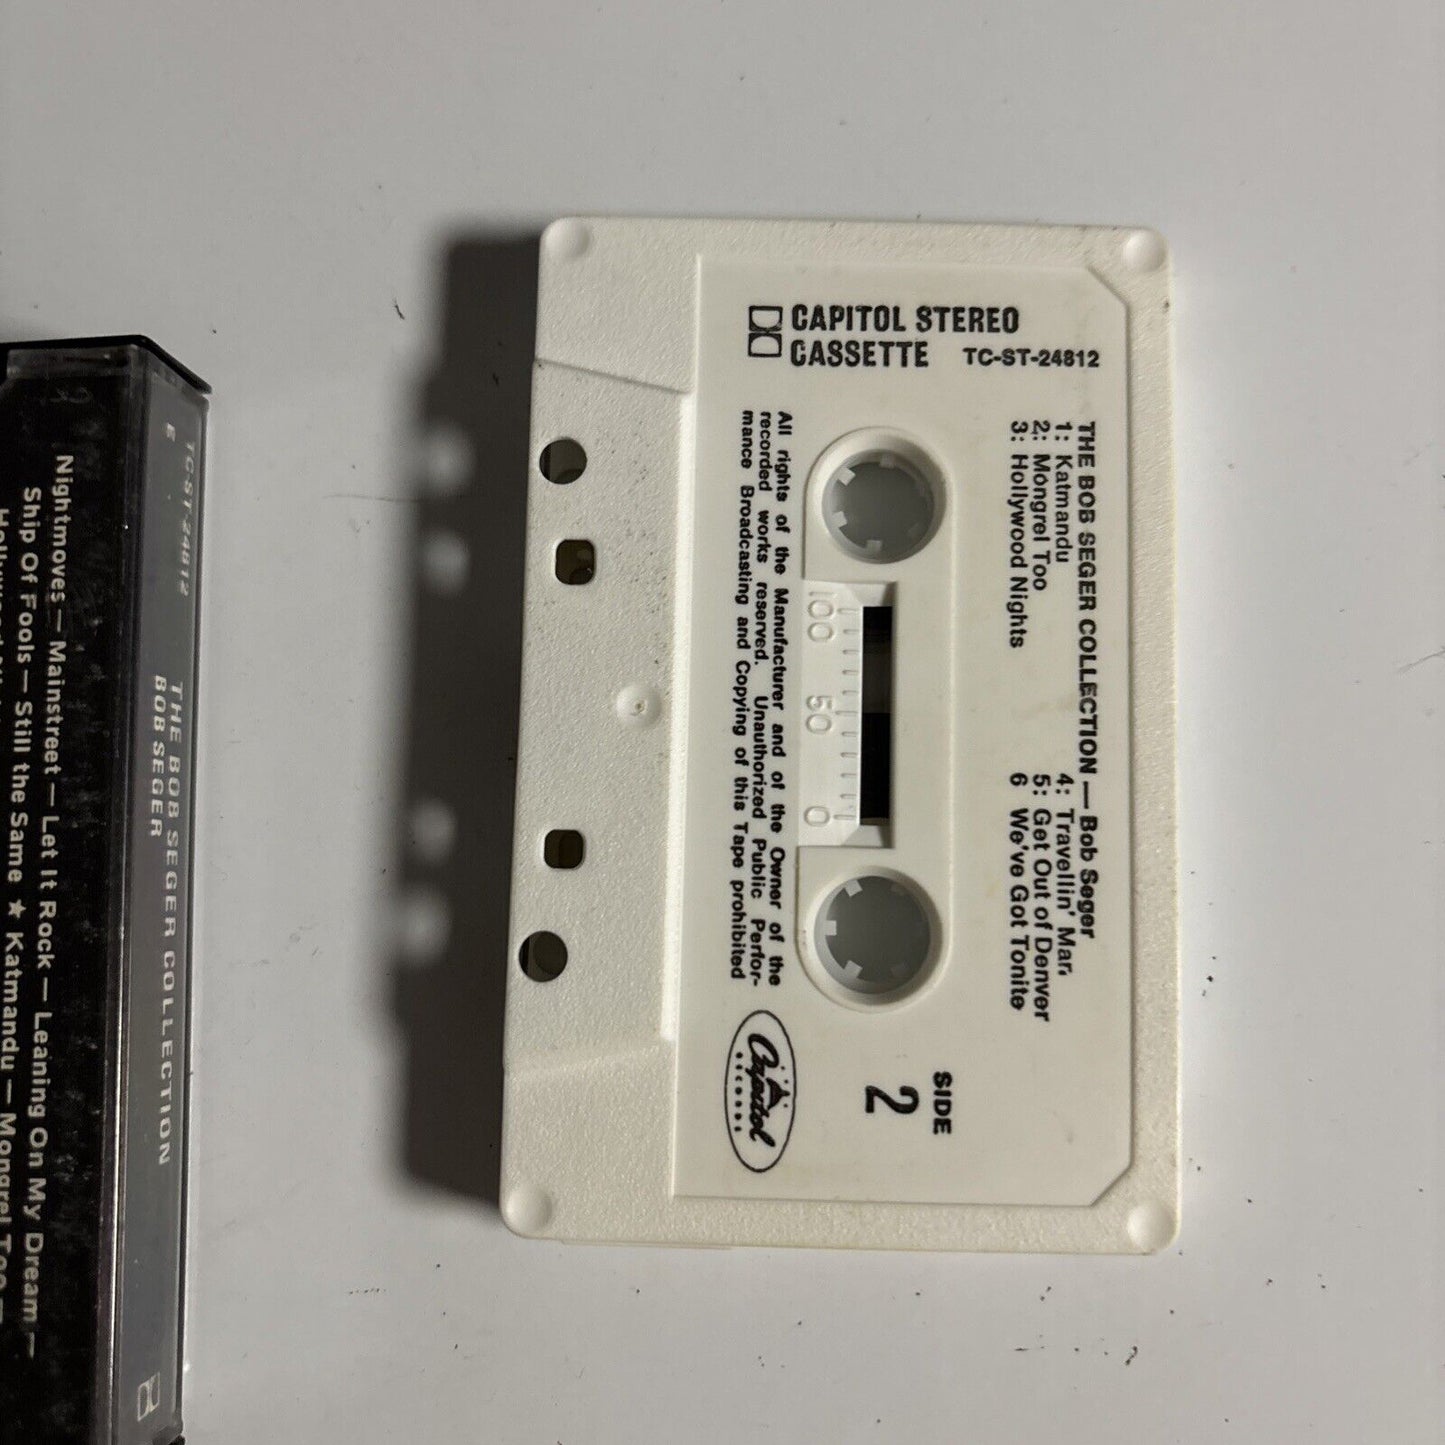 CAPITOL STEREO
CASSETTE TC-ST-24812
THE BOB SEGER COLLECTION — Bob Seger
1: Katmandu
2: Mongrel Too
3: Hollywood Nights
4: Travellin' Man
5: Get Out of Denver
6 We've Got Tonite
SIDE
2
100 50 0
All rights of the Manufacturer and of the Owner of the
recorded works reserved. Unauthorized Public Perfor-
mance Broadcasting and Copying of this Tape prohibited
Capitol
RECORDS
TC-ST-24812
THE BOB SEGER COLLECTION
BOB SEGER
Nightmoves — Mainstreet — Let It Rock — Leaning On My Dream —
Ship Of Fools — Still the Same ★ Katmandu — Mongrel Too —